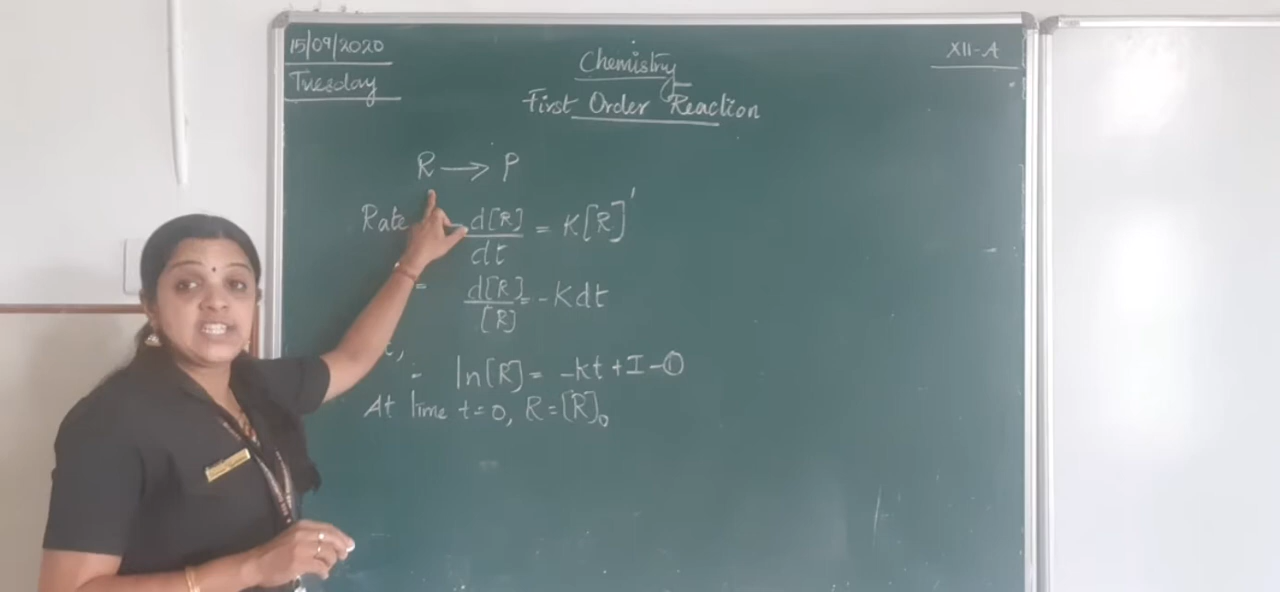 15/09/2020
Tuesday
Chemistry
XII-A
First Order Reaction
R → P
Rate -d[R]/dt = K[R]¹
= d[R]/[R] = -Kdt
ln[R] = -kt + I -①
At time t=0, R=[R]₀